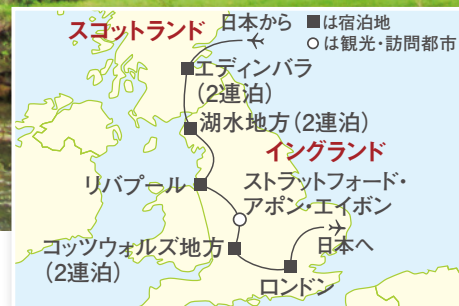 スコットランド
日本から
■は宿泊地
○は観光・訪問都市
エディンバラ
(2連泊)
湖水地方(2連泊)
イングランド
リバプール
ストラットフォード・
アポン・エイボン
コッツウォルズ地方
(2連泊)
日本へ
ロンドン